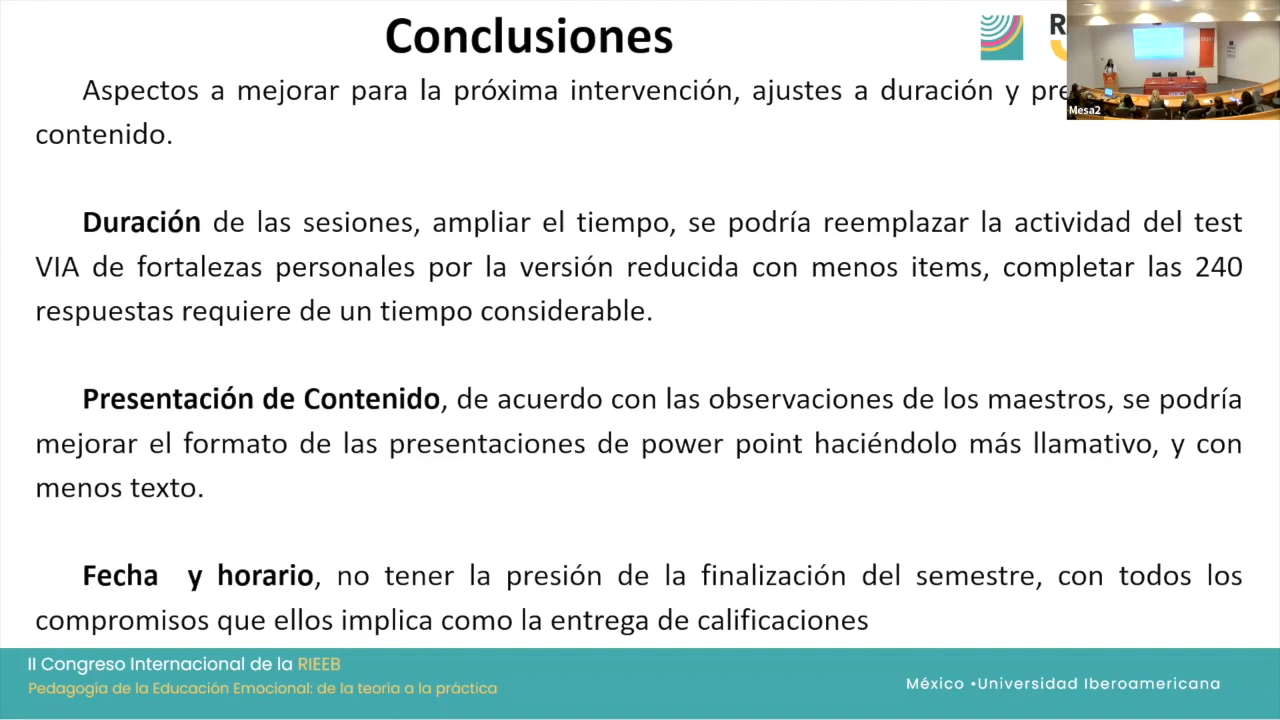 Conclusiones
Aspectos a mejorar para la próxima intervención, ajustes a duración y
contenido.
Duración de las sesiones, ampliar el tiempo, se podría reemplazar la actividad del test
VIA de fortalezas personales por la versión reducida con menos items, completar las 240
respuestas requiere de un tiempo considerable.
Presentación de Contenido, de acuerdo con las observaciones de los maestros, se podría
mejorar el formato de las presentaciones de power point haciéndolo más llamativo, y con
menos texto.
Fecha y horario, no tener la presión de la finalización del semestre, con todos los
compromisos que ellos implica como la entrega de calificaciones
Mesa2
II Congreso Internacional de la RIEEB
Pedagogía de la Educación Emocional: de la teoría a la práctica
México •Universidad Iberoamericana